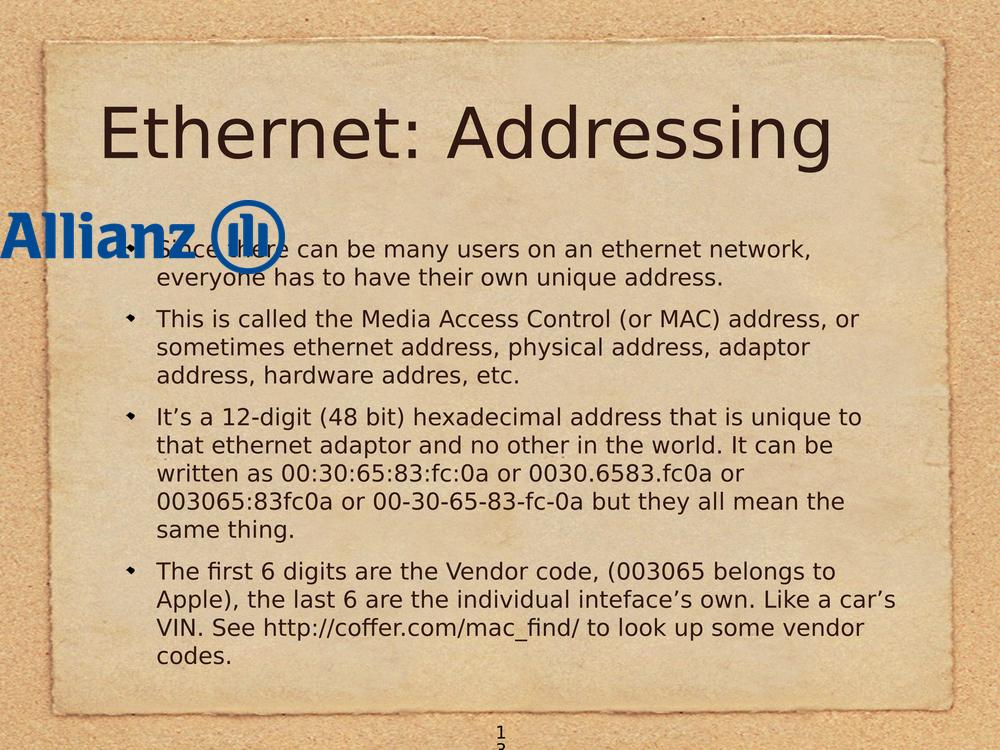 Ethernet: Addressing
Allianz
Since there can be many users on an ethernet network,
everyone has to have their own unique address.
This is called the Media Access Control (or MAC) address, or
sometimes ethernet address, physical address, adaptor
address, hardware addres, etc.
It’s a 12-digit (48 bit) hexadecimal address that is unique to
that ethernet adaptor and no other in the world. It can be
written as 00:30:65:83:fc:0a or 0030.6583.fc0a or
003065:83fc0a or 00-30-65-83-fc-0a but they all mean the
same thing.
The first 6 digits are the Vendor code, (003065 belongs to
Apple), the last 6 are the individual inteface’s own. Like a car’s
VIN. See http://coffer.com/mac_find/ to look up some vendor
codes.
1